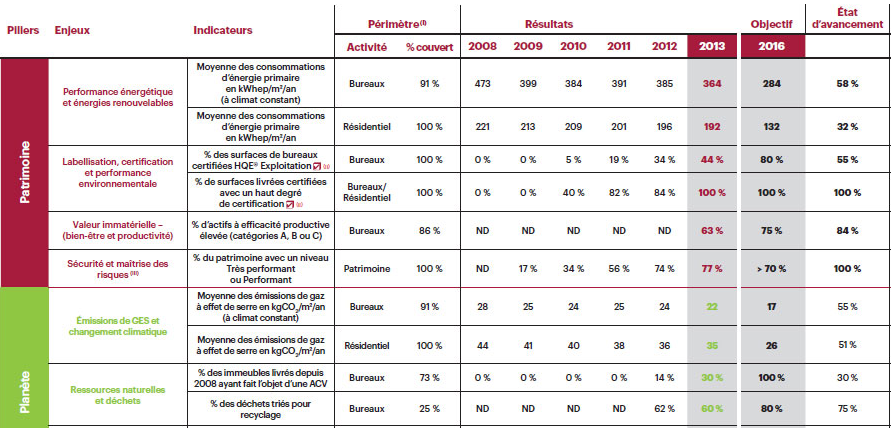 Piliers Enjeux Indicateurs Périmètre(I) Résultats Objectif État d'avancement
Activité % couvert 2008 2009 2010 2011 2012 2013 2016
Patrimoine
Performance énergétique
et énergies renouvelables
Moyenne des consommations
d'énergie primaire
en kWhep/m²/an
(à climat constant)
Bureaux 91 % 473 399 384 391 385 364 284 58 %
Moyenne des consommations
d'énergie primaire
en kWhep/m²/an
Résidentiel 100 % 221 213 209 201 196 192 132 32 %
Labellisation, certification
et performance
environnementale
% des surfaces de bureaux
certifiées HQE® Exploitation ☑ (II)
Bureaux 100 % 0 % 0 % 5 % 19 % 34 % 44 % 80 % 55 %
% de surfaces livrées certifiées
avec un haut degré
de certification ☑ (II)
Bureaux/
Résidentiel
100 % 0 % 0 % 40 % 82 % 84 % 100 % 100 % 100 %
Valeur immatérielle –
(bien-être et productivité)
% d'actifs à efficacité productive
élevée (catégories A, B ou C)
Bureaux 86 % ND ND ND ND ND 63 % 75 % 84 %
Sécurité et maîtrise des
risques (III)
% du patrimoine avec un niveau
Très performant
ou Performant
Patrimoine 100 % ND 17 % 34 % 56 % 74 % 77 % > 70 % 100 %
Planète
Émissions de GES et
changement climatique
Moyenne des émissions de gaz
à effet de serre en kgCO₂/m²/an
(à climat constant)
Bureaux 91 % 28 25 24 25 24 22 17 55 %
Moyenne des émissions de gaz
à effet de serre en kgCO₂/m²/an
Résidentiel 100 % 44 41 40 38 36 35 26 51 %
Ressources naturelles
et déchets
% des immeubles livrés depuis
2008 ayant fait l'objet d'une ACV
Bureaux 73 % 0 % 0 % 0 % 0 % 14 % 30 % 100 % 30 %
% des déchets triés pour
recyclage
Bureaux 25 % ND ND ND ND 62 % 60 % 80 % 75 %